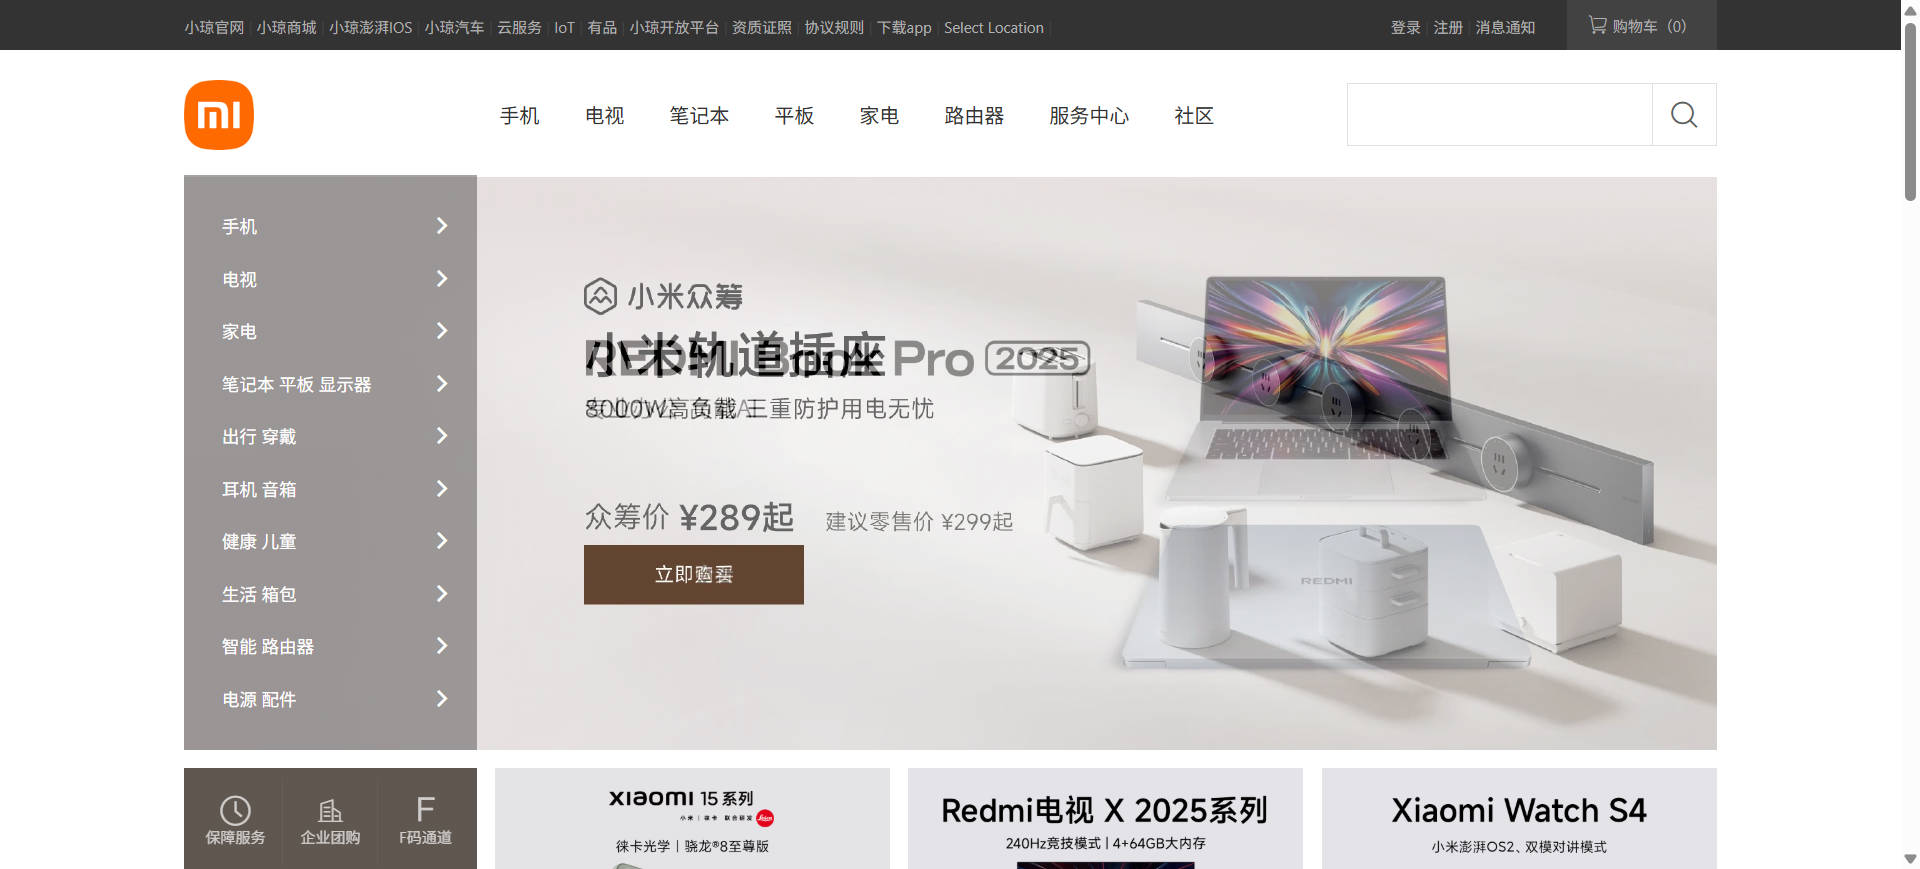 小琼官网 小琼商城 小琼澎湃IOS 小琼汽车 云服务 IoT 有品 小琼开放平台 资质证照 协议规则 下载app Select Location
登录 注册 消息通知 购物车（0）
手机 电视 笔记本 平板 家电 路由器 服务中心 社区
手机
电视
家电
笔记本 平板 显示器
出行 穿戴
耳机 音箱
健康 儿童
生活 箱包
智能 路由器
电源 配件
小米众筹
小米轨道插座
REDMI Book Pro 2025
8000W高负载 三重防护用电无忧
众筹价 ¥289起 建议零售价 ¥299起
立即购买
REDMI
保障服务
企业团购
F
F码通道
xiaomi 15 系列
小米 | 徕卡 联合研发
徕卡光学｜骁龙®8至尊版
Redmi电视 X 2025系列
240Hz竞技模式 | 4+64GB大内存
Xiaomi Watch S4
小米澎湃OS2、双模对讲模式